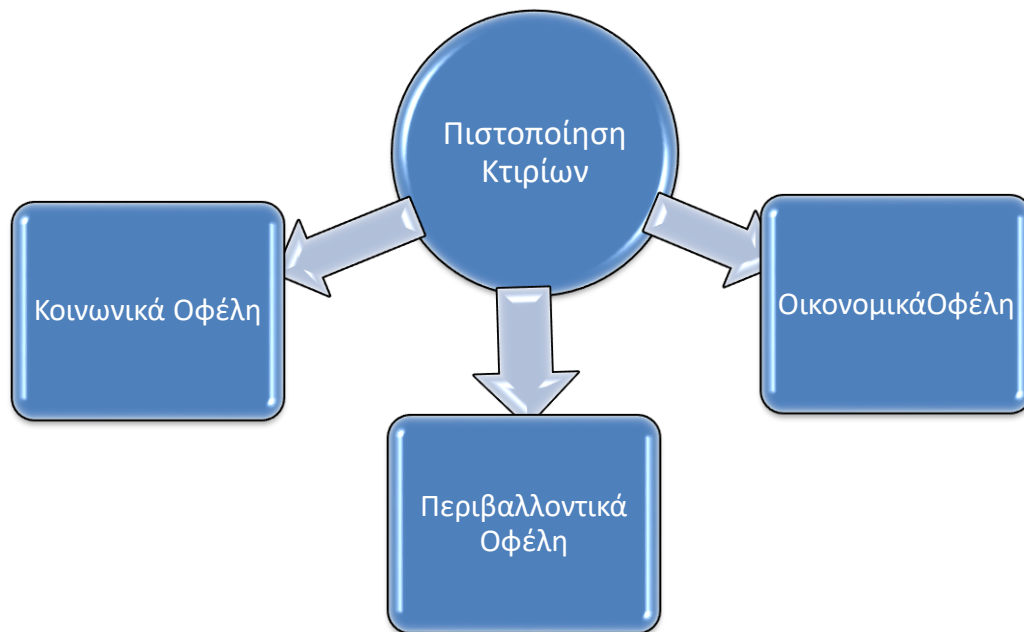 Πιστοποίηση
Κτιρίων
Κοινωνικά Οφέλη
ΟικονομικάΟφέλη
Περιβαλλοντικά
Οφέλη